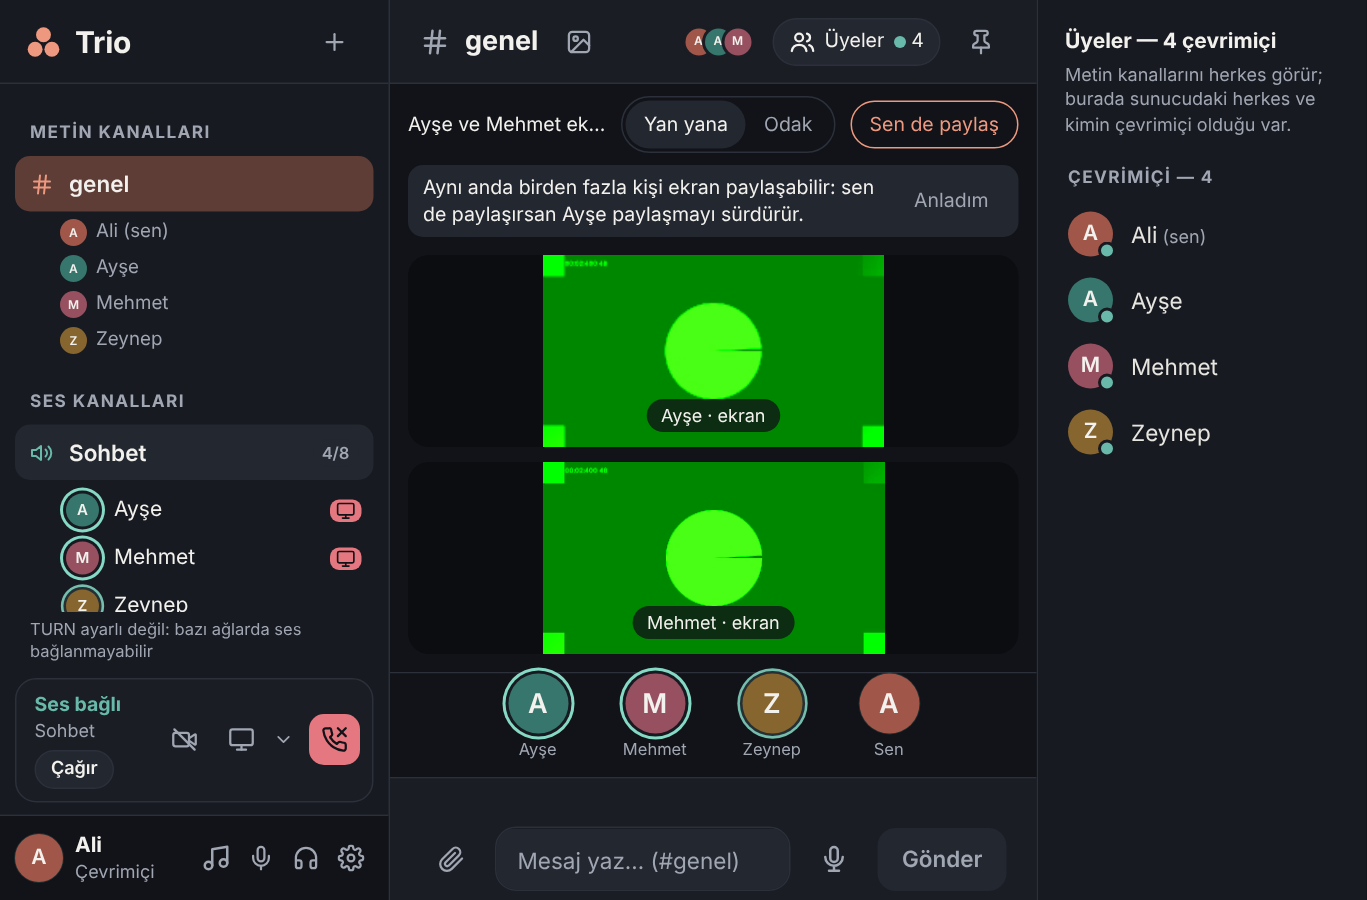 Trio
METİN KANALLARI
genel
A Ali (sen)
A Ayşe
M Mehmet
Z Zeynep
SES KANALLARI
Sohbet 4/8
A Ayşe
M Mehmet
Z Zeynep
TURN ayarlı değil: bazı ağlarda ses
bağlanmayabilir
Ses bağlı
Sohbet
Çağır
A Ali
Çevrimiçi
# genel
A A M
Üyeler 4
Ayşe ve Mehmet ek...
Yan yana
Odak
Sen de paylaş
Aynı anda birden fazla kişi ekran paylaşabilir: sen
de paylaşırsan Ayşe paylaşmayı sürdürür.
Anladım
Ayşe · ekran
Mehmet · ekran
A M Z A
Ayşe Mehmet Zeynep Sen
Mesaj yaz... (#genel)
Gönder
Üyeler — 4 çevrimiçi
Metin kanallarını herkes görür;
burada sunucudaki herkes ve
kimin çevrimiçi olduğu var.
ÇEVRİMİÇİ — 4
A Ali (sen)
A Ayşe
M Mehmet
Z Zeynep